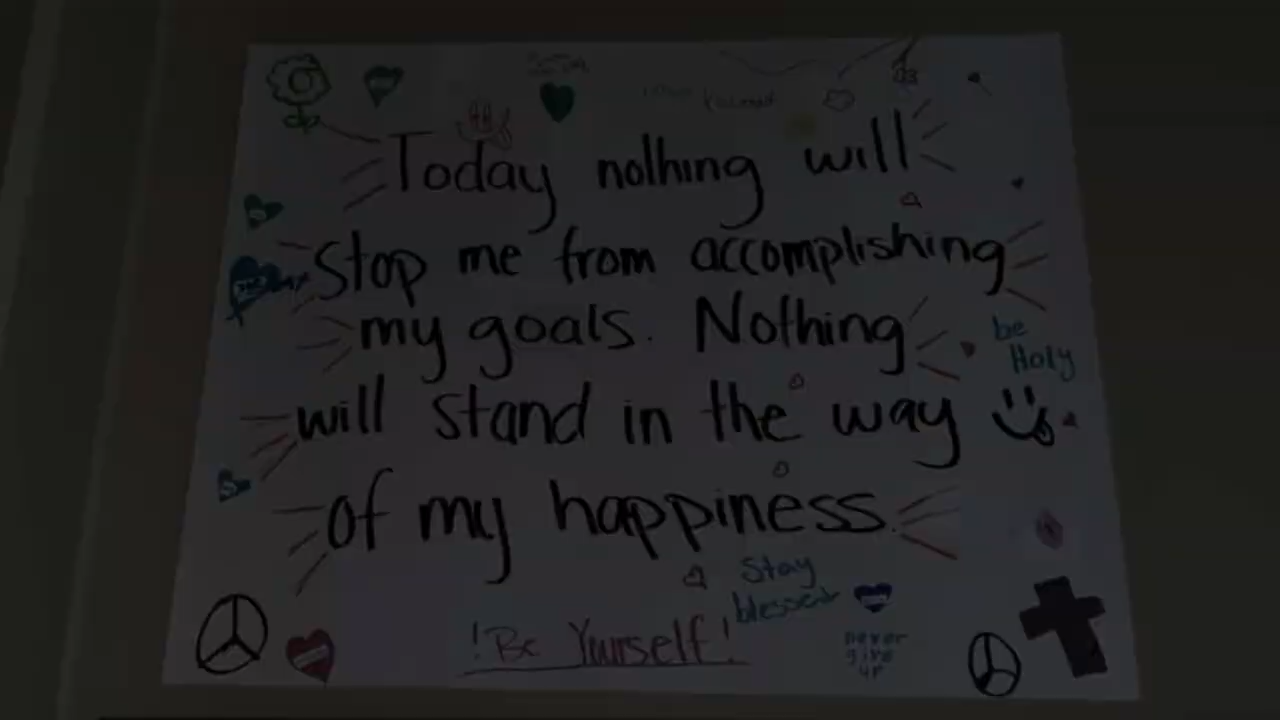 Today nothing will
Stop me from accomplishing
my goals. Nothing
will stand in the way
of my happiness.
be
Holy
Stay
blessed
!Be Yourself!
never
give
up